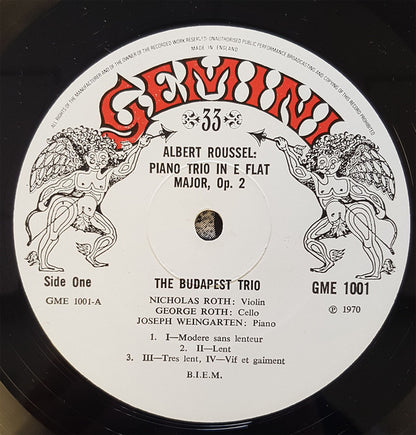 ALL RIGHTS OF THE MANUFACTURER AND OF THE OWNER OF THE RECORDED WORK RESERVED. UNAUTHORISED PUBLIC PERFORMANCE BROADCASTING AND COPYING OF THIS RECORD PROHIBITED
MADE IN ENGLAND
GEMINI
33
ALBERT ROUSSEL:
PIANO TRIO IN E FLAT
MAJOR, Op. 2
Side One
GME 1001-A
THE BUDAPEST TRIO
GME 1001
NICHOLAS ROTH: Violin
GEORGE ROTH: Cello
JOSEPH WEINGARTEN: Piano
℗ 1970
1. I—Modere sans lenteur
2. II—Lent
3. III—Tres lent, IV—Vif et gaiment
B.I.E.M.